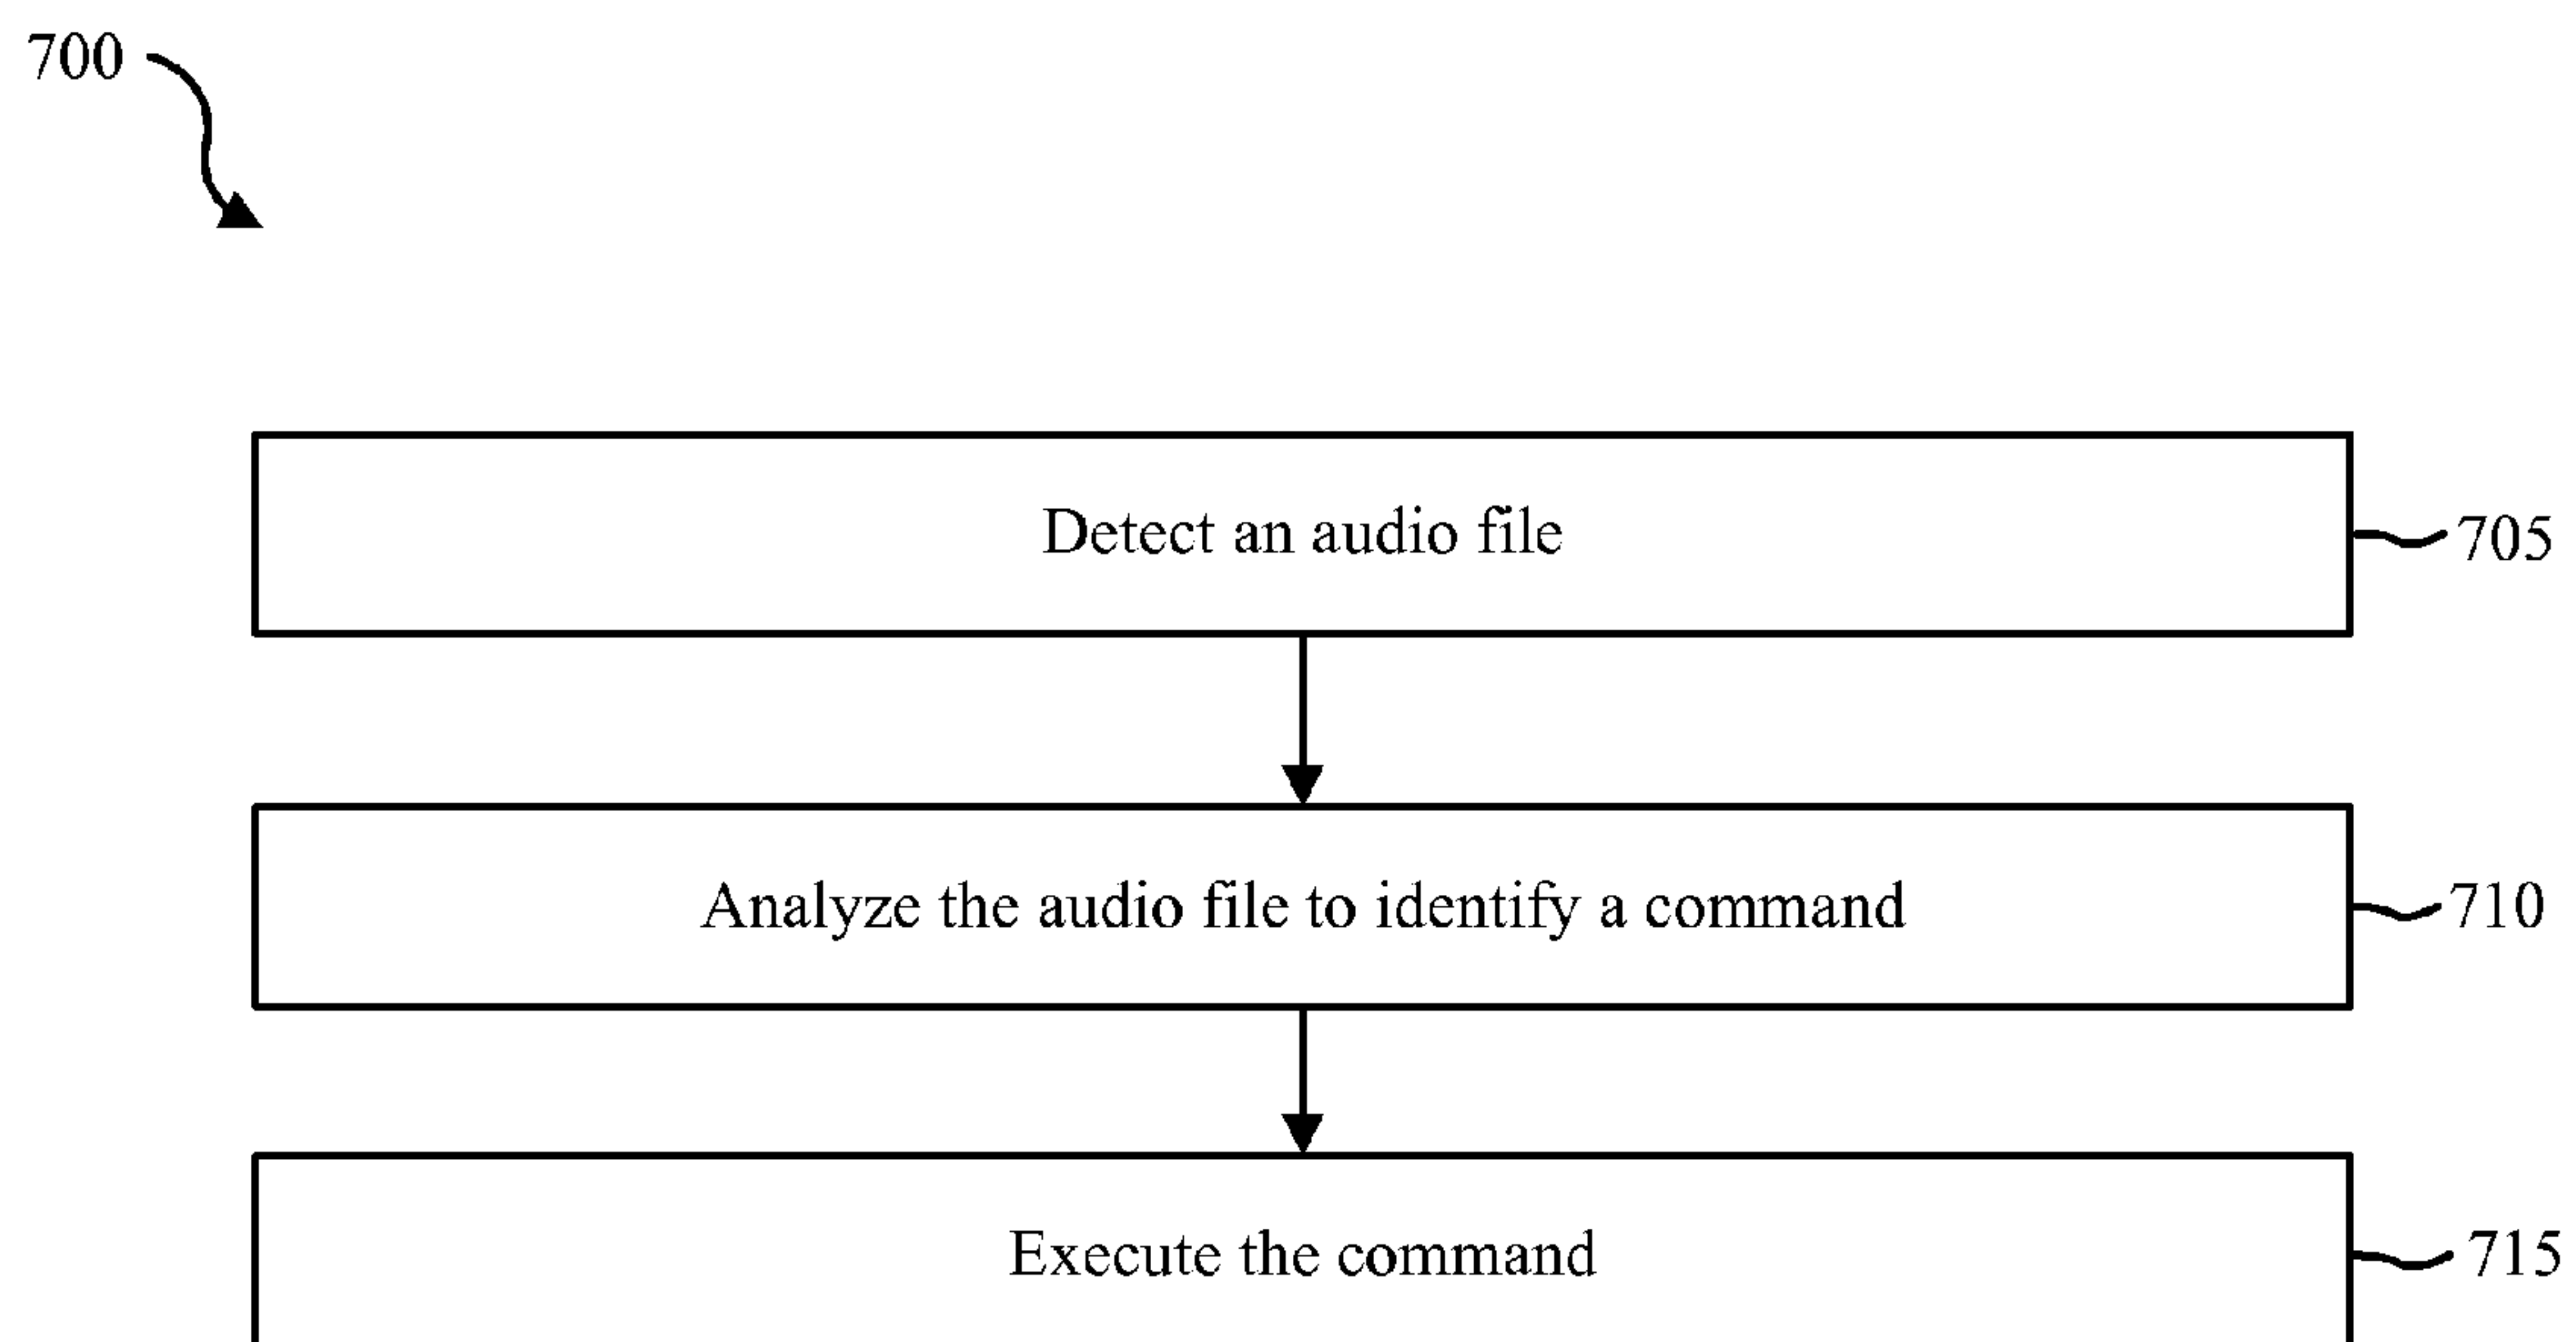 700
Detect an audio file
705
Analyze the audio file to identify a command
710
Execute the command
715